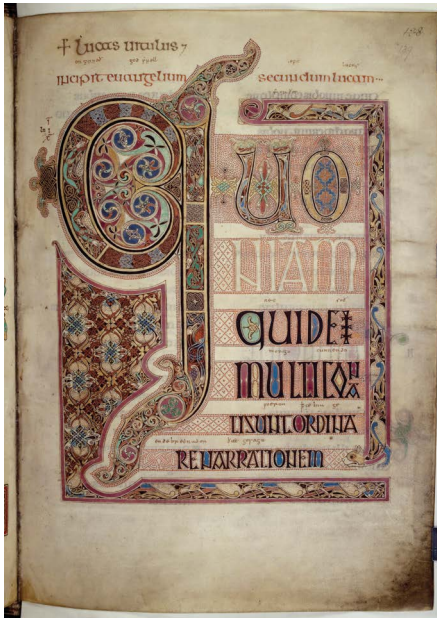 + Lucas uitulus
incipit euangelium secundum lucam
QUO
NIAM
QUIDEM
MULTI CONA
TI SUNT ORDINA
RE NARRATIONEM